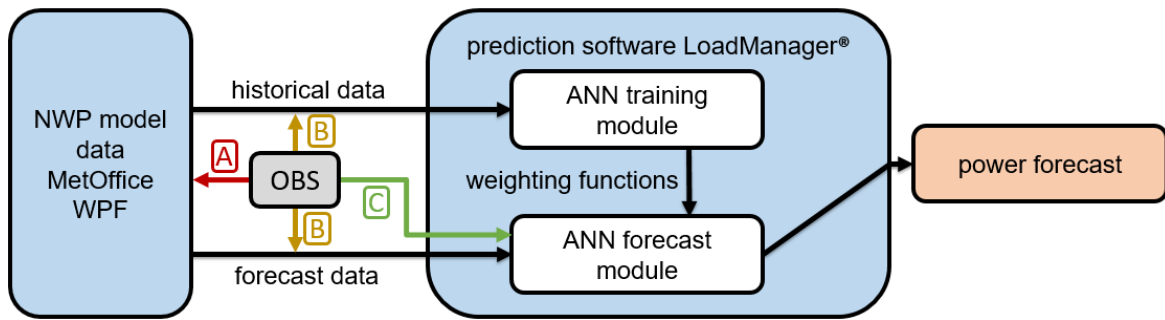 NWP model
data
MetOffice
WPF
historical data
B
A
OBS
C
B
forecast data
prediction software LoadManager®
ANN training
module
weighting functions
ANN forecast
module
power forecast